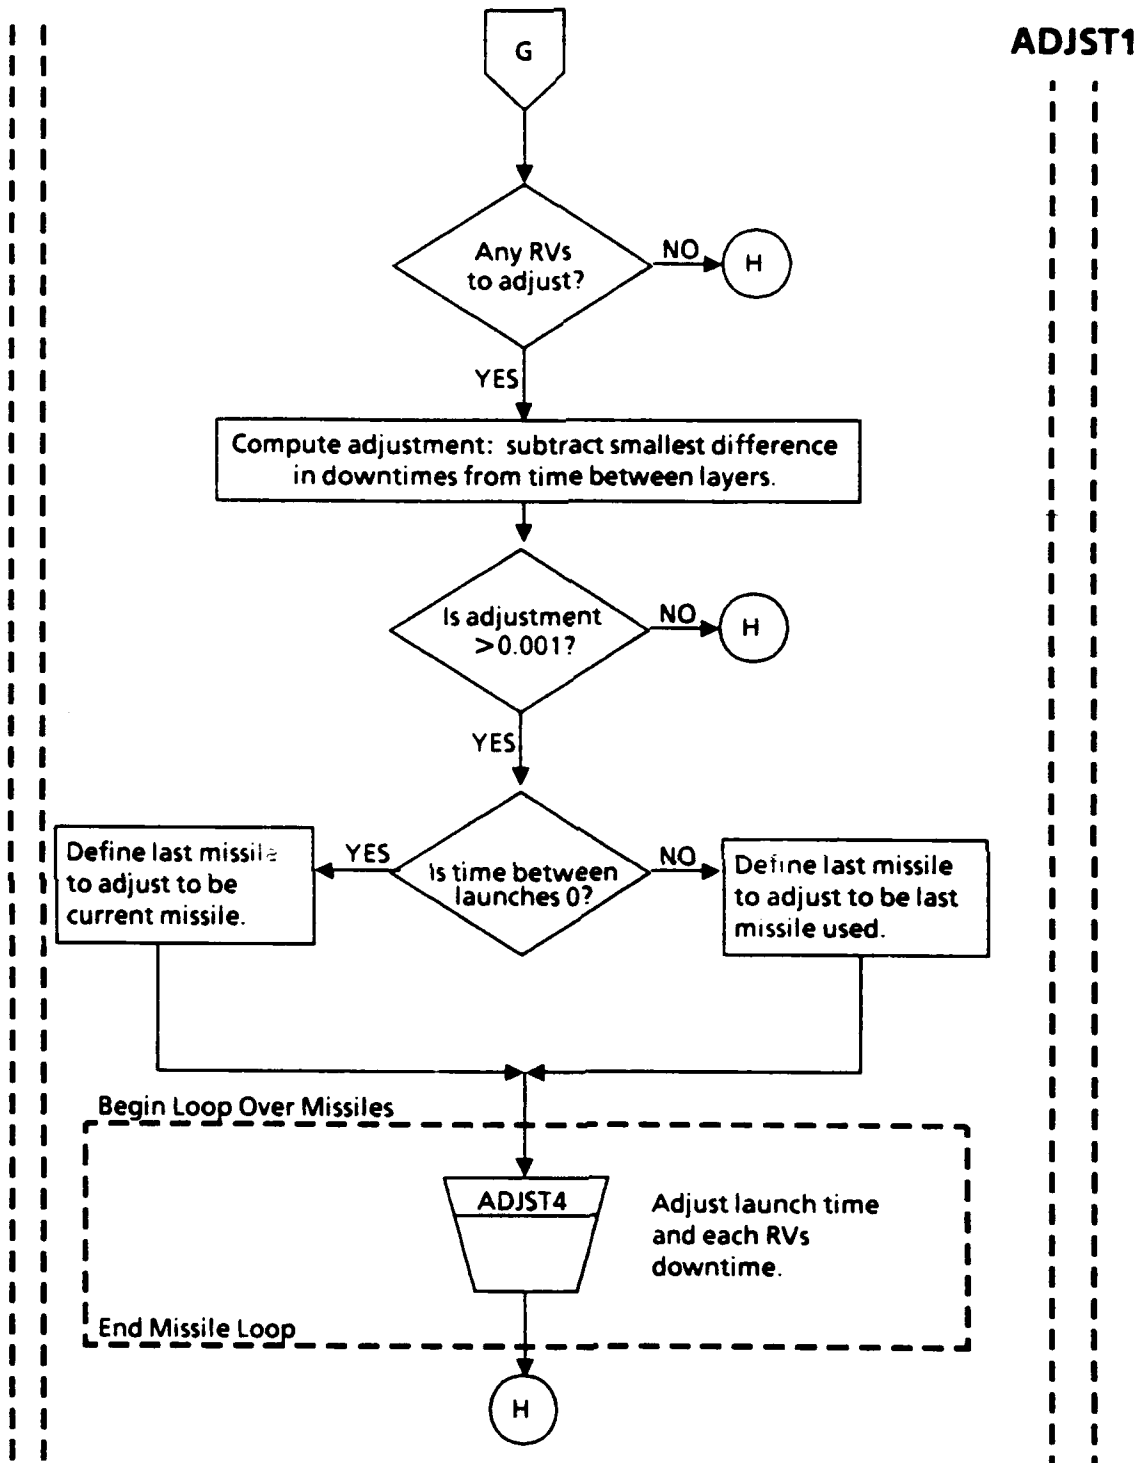 ADJST1
G
Any RVs
to adjust?
NO
H
YES
Compute adjustment: subtract smallest difference
in downtimes from time between layers.
Is adjustment
>0.001?
NO
H
YES
Define last missile
to adjust to be
current missile.
YES
Is time between
launches 0?
NO
Define last missile
to adjust to be last
missile used.
Begin Loop Over Missiles
ADJST4
Adjust launch time
and each RVs
downtime.
End Missile Loop
H